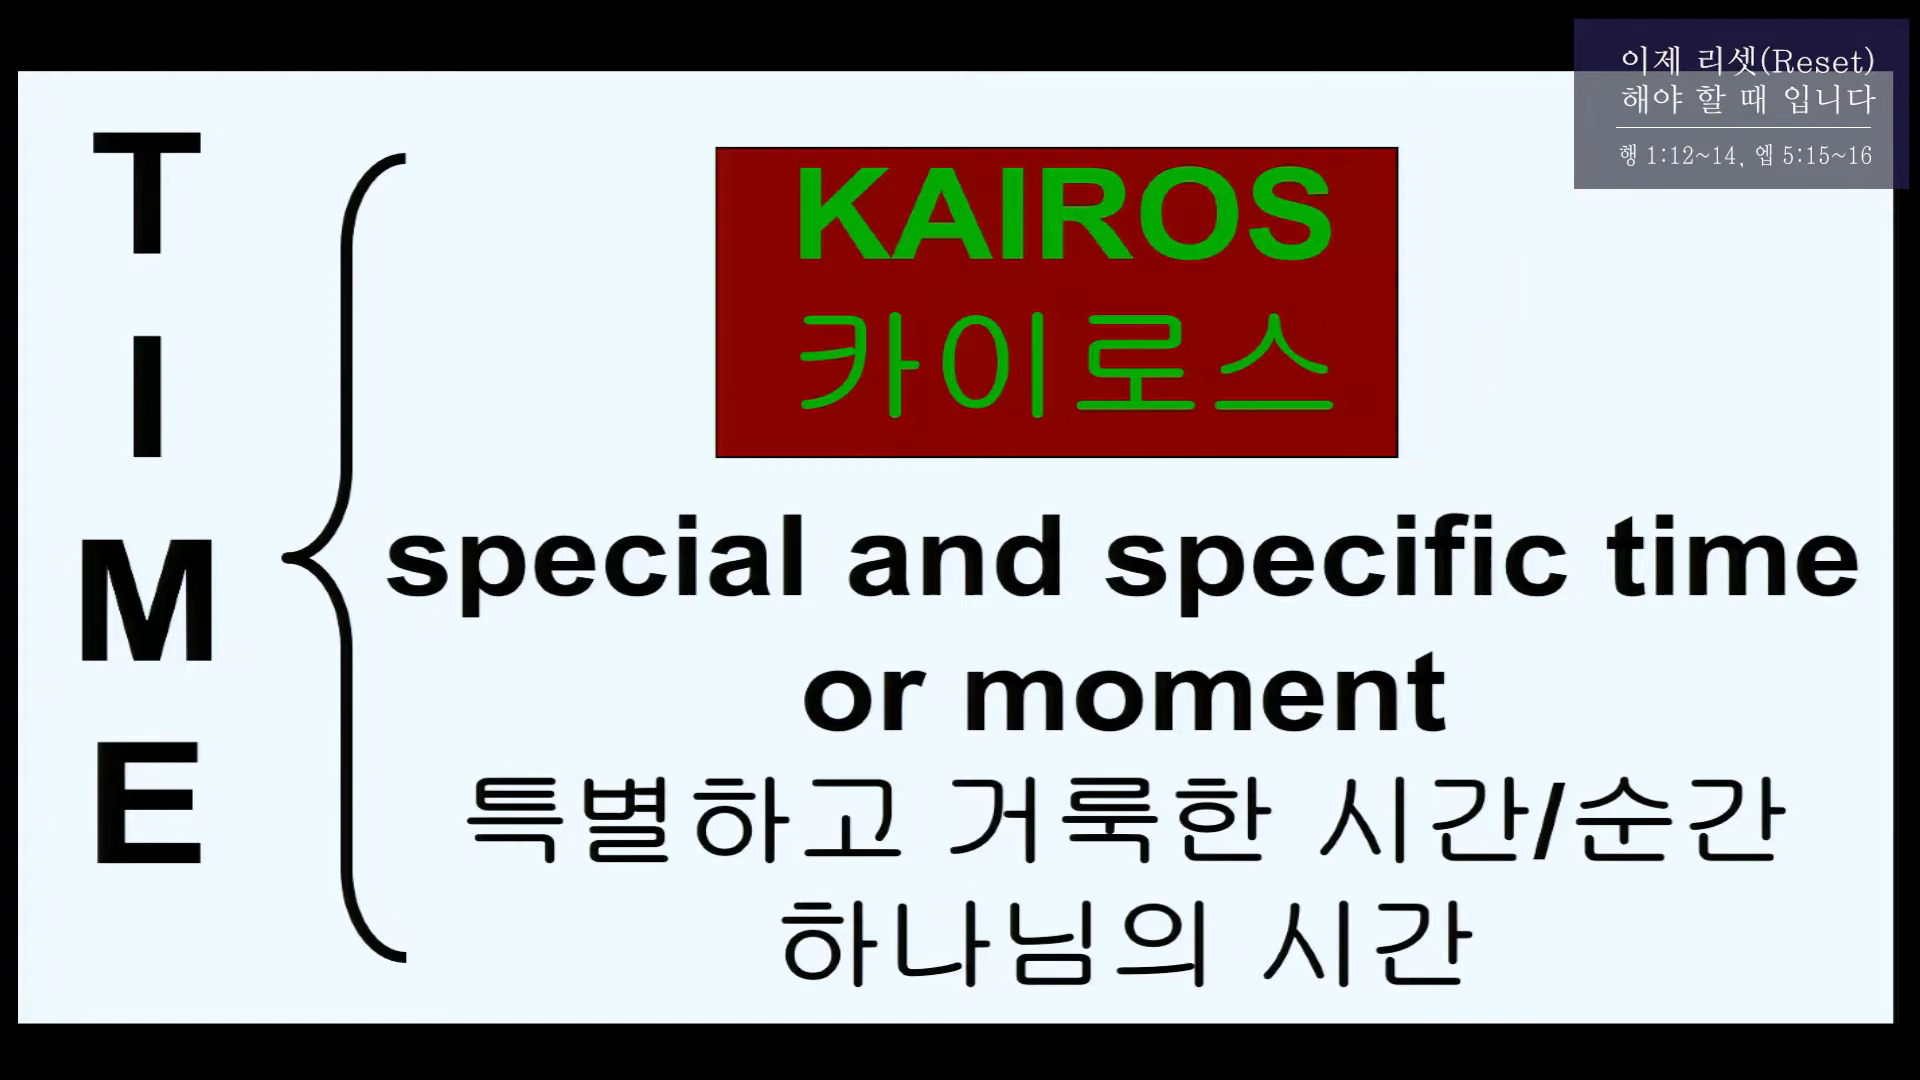 이제 리셋(Reset)
해야 할 때 입니다
행 1:12~14, 엡 5:15~16
TIME
KAIROS
카이로스
special and specific time
or moment
특별하고 거룩한 시간/순간
하나님의 시간